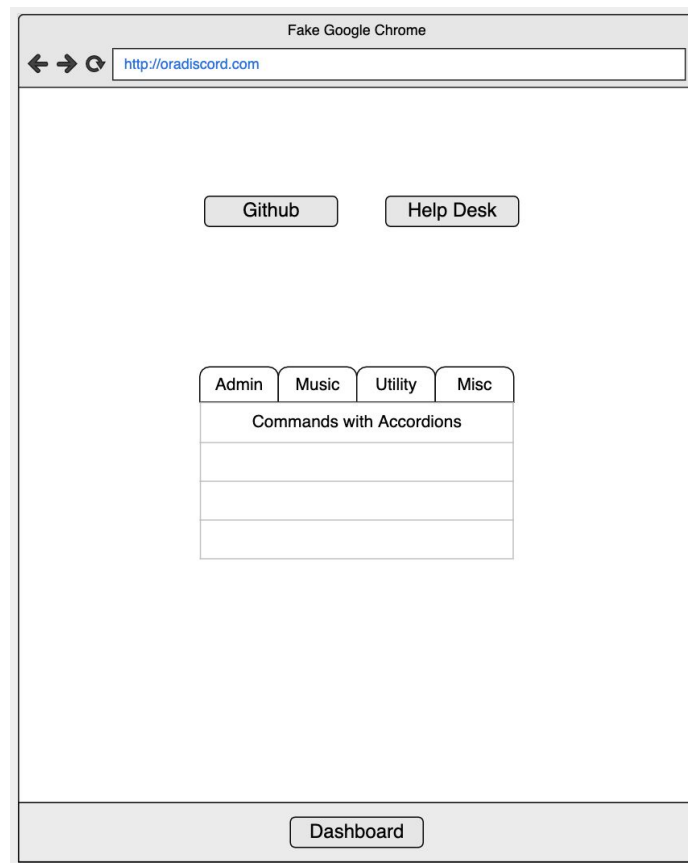 Fake Google Chrome
http://oradiscord.com
Github Help Desk
Admin Music Utility Misc
Commands with Accordions
Dashboard